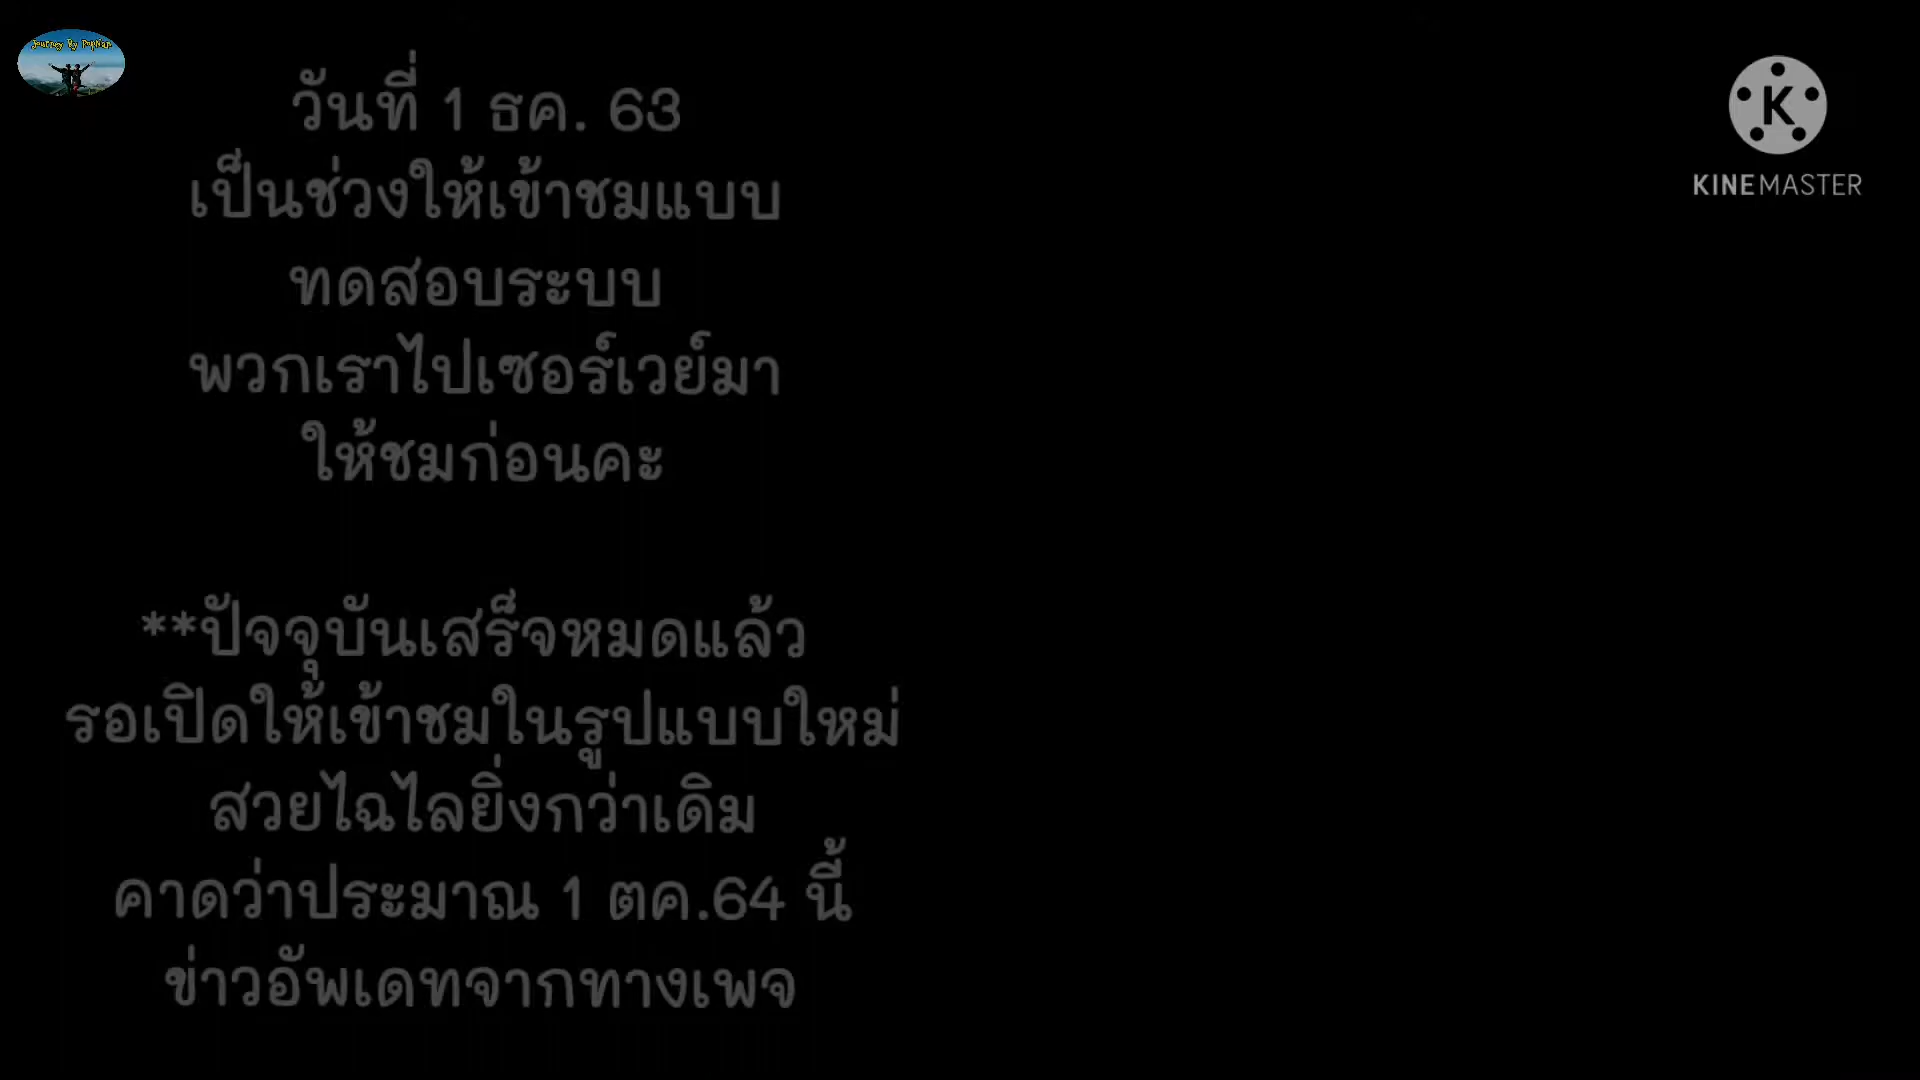 Journey By PopNan
วันที่ 1 ธค. 63
เป็นช่วงให้เข้าชมแบบ
ทดสอบระบบ
พวกเราไปเซอร์เวย์มา
ให้ชมก่อนคะ
**ปัจจุบันเสร็จหมดแล้ว
รอเปิดให้เข้าชมในรูปแบบใหม่
สวยไฉไลยิ่งกว่าเดิม
คาดว่าประมาณ 1 ตค.64 นี้
ข่าวอัพเดทจากทางเพจ
K
KINEMASTER